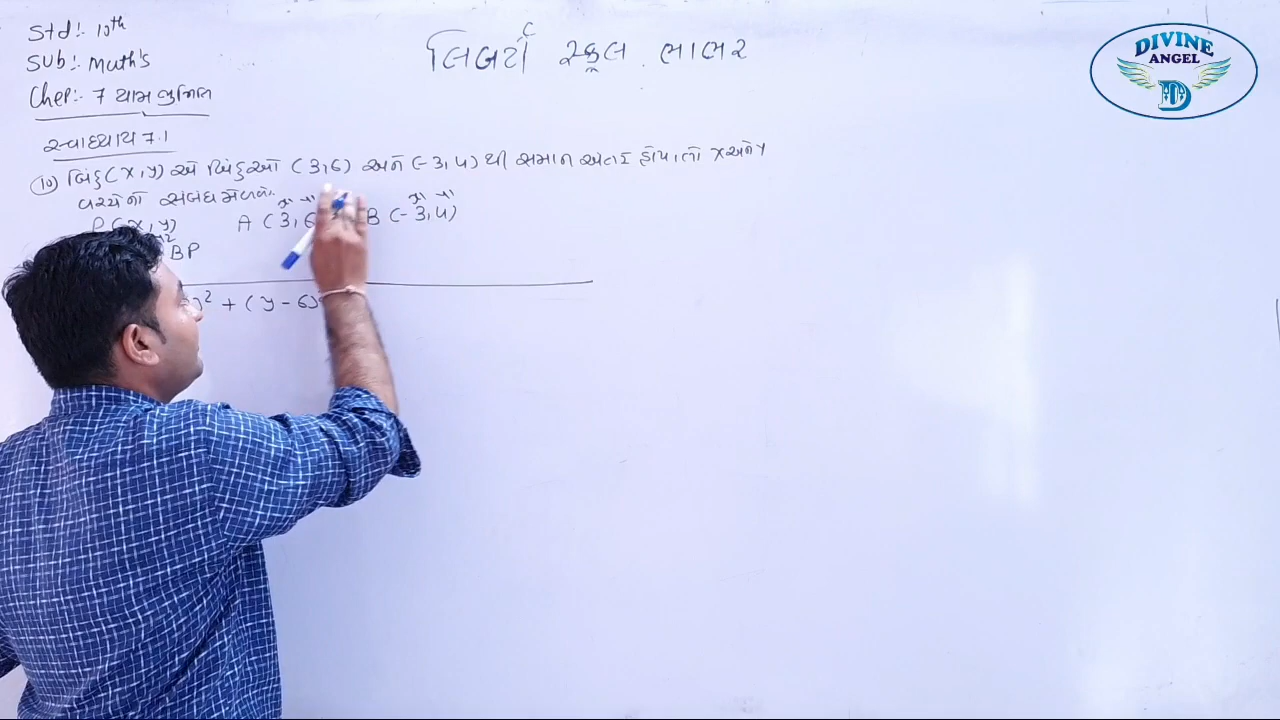 Std:- 10th
Sub:- Math's
Chep:- 7 યામ ભુમિતિ
સ્વાધ્યાય 7.1
લિબર્ટી સ્કૂલ ભાભર
DIVINE
ANGEL
D
(10) બિંદુ (x, y) એ બિંદુઓ (3, 6) અને (-3, 4) થી સમાન અંતરે હોય તો x અને y
વચ્ચેનો સંબંધ મેળવો.
P (x, y) A (3, 6 B (-3, 4)
BP
)² + (y - 6)